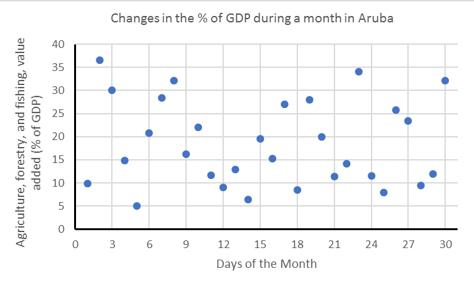 Changes in the % of GDP during a month in Aruba
Agriculture, forestry, and fishing, value
added (% of GDP)
40
35
30
25
20
15
10
5
0
0 3 6 9 12 15 18 21 24 27 30
Days of the Month